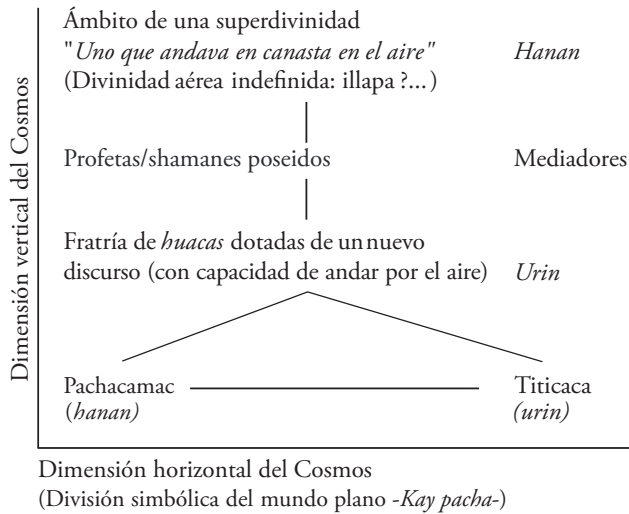 Ámbito de una superdivinidad
"Uno que andava en canasta en el aire" Hanan
(Divinidad aérea indefinida: illapa ?... )
Profetas/shamanes poseidos Mediadores
Fratría de huacas dotadas de un nuevo
discurso (con capacidad de andar por el aire) Urin
Dimensión vertical del Cosmos
Pachacamac Titicaca
(hanan) (urin)
Dimensión horizontal del Cosmos
(División simbólica del mundo plano -Kay pacha-)